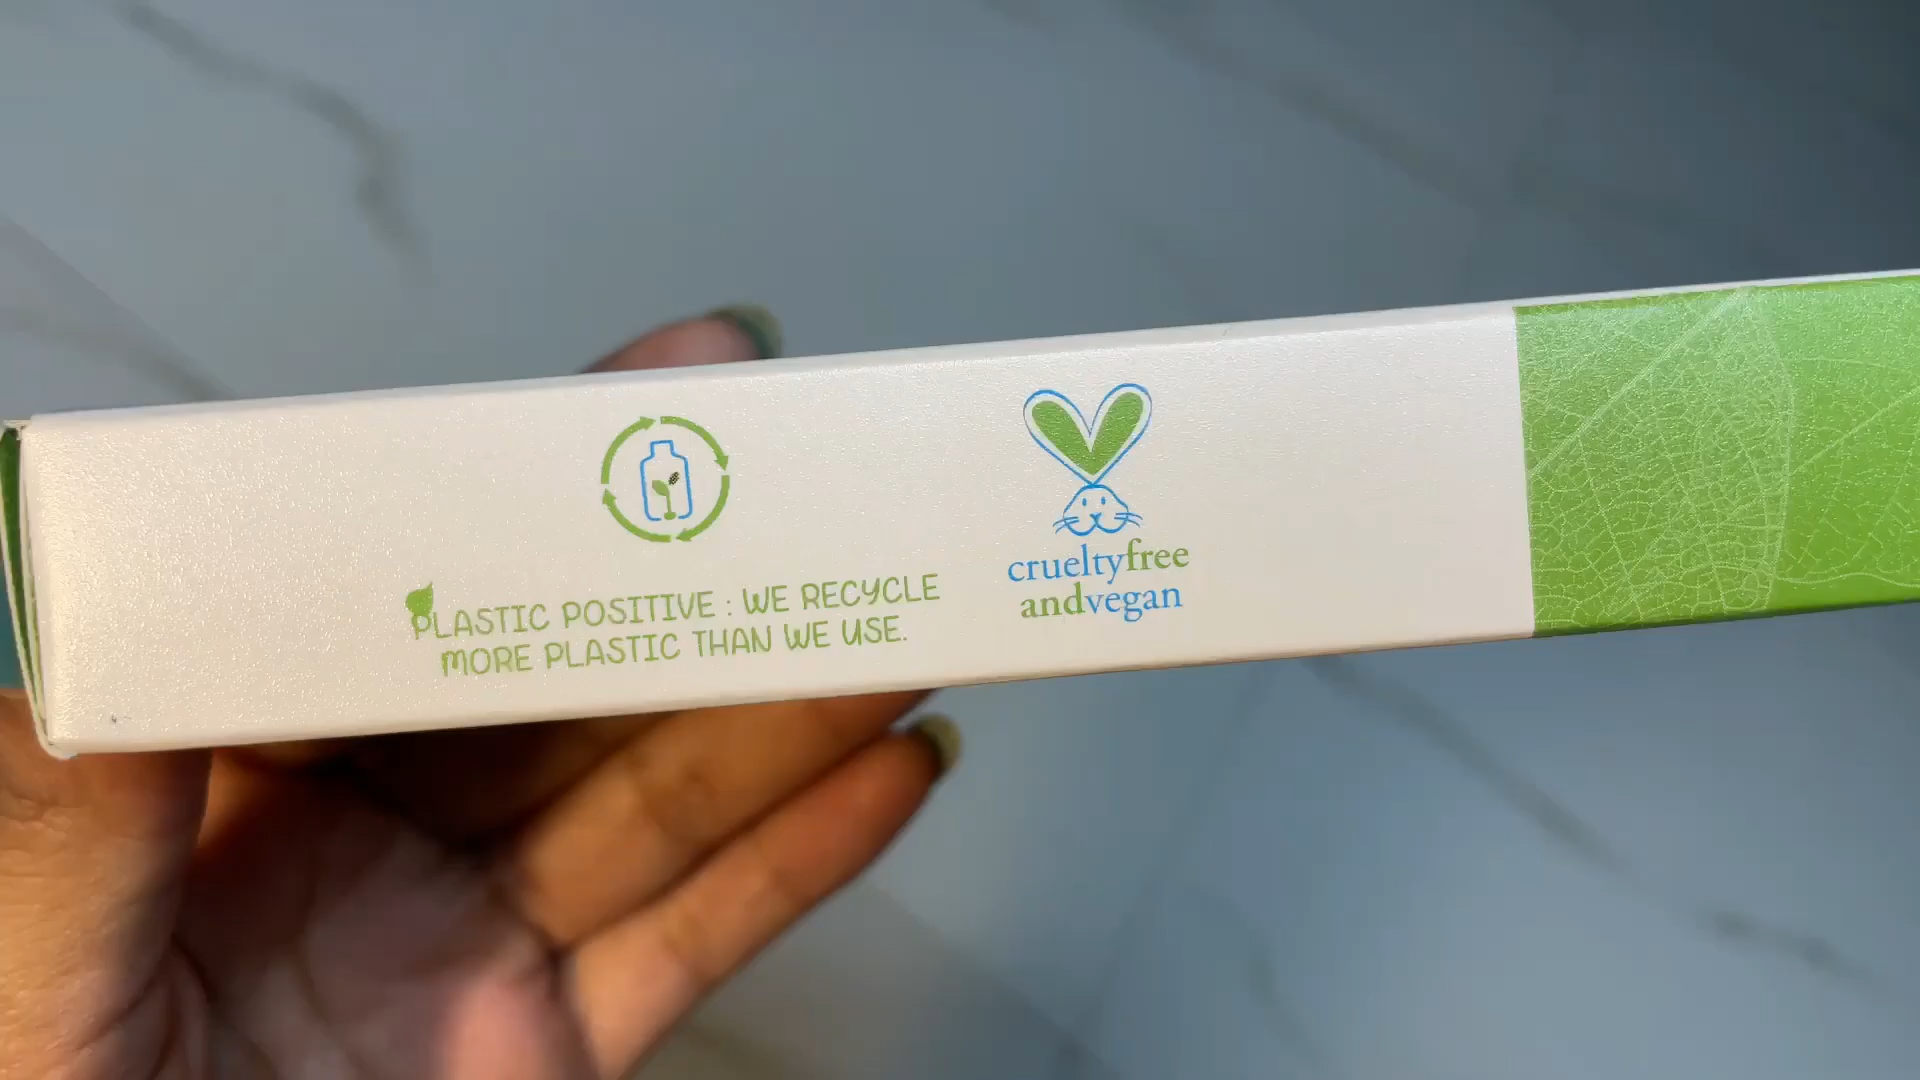 PLASTIC POSITIVE : WE RECYCLE
MORE PLASTIC THAN WE USE.
crueltyfree
andvegan